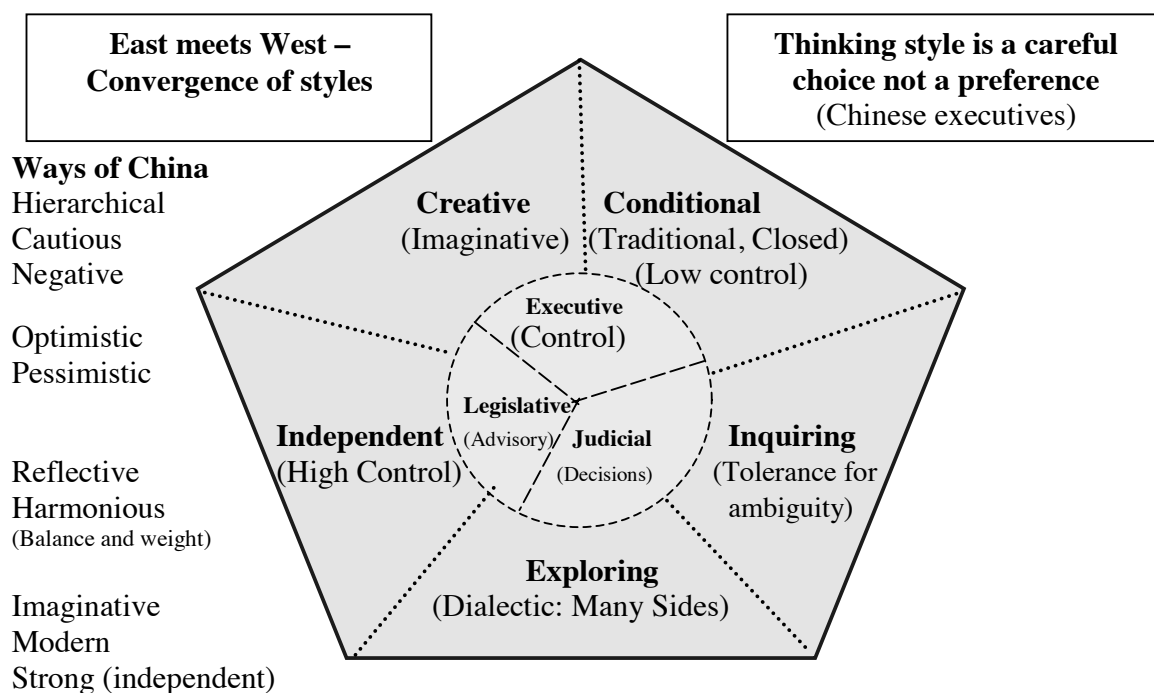 East meets West –
Convergence of styles
Thinking style is a careful
choice not a preference
(Chinese executives)
Ways of China
Hierarchical
Cautious
Negative
Optimistic
Pessimistic
Reflective
Harmonious
(Balance and weight)
Imaginative
Modern
Strong (independent)
Creative
(Imaginative)
Conditional
(Traditional, Closed)
(Low control)
Executive
(Control)
Legislative
(Advisory)
Judicial
(Decisions)
Independent
(High Control)
Inquiring
(Tolerance for
ambiguity)
Exploring
(Dialectic: Many Sides)